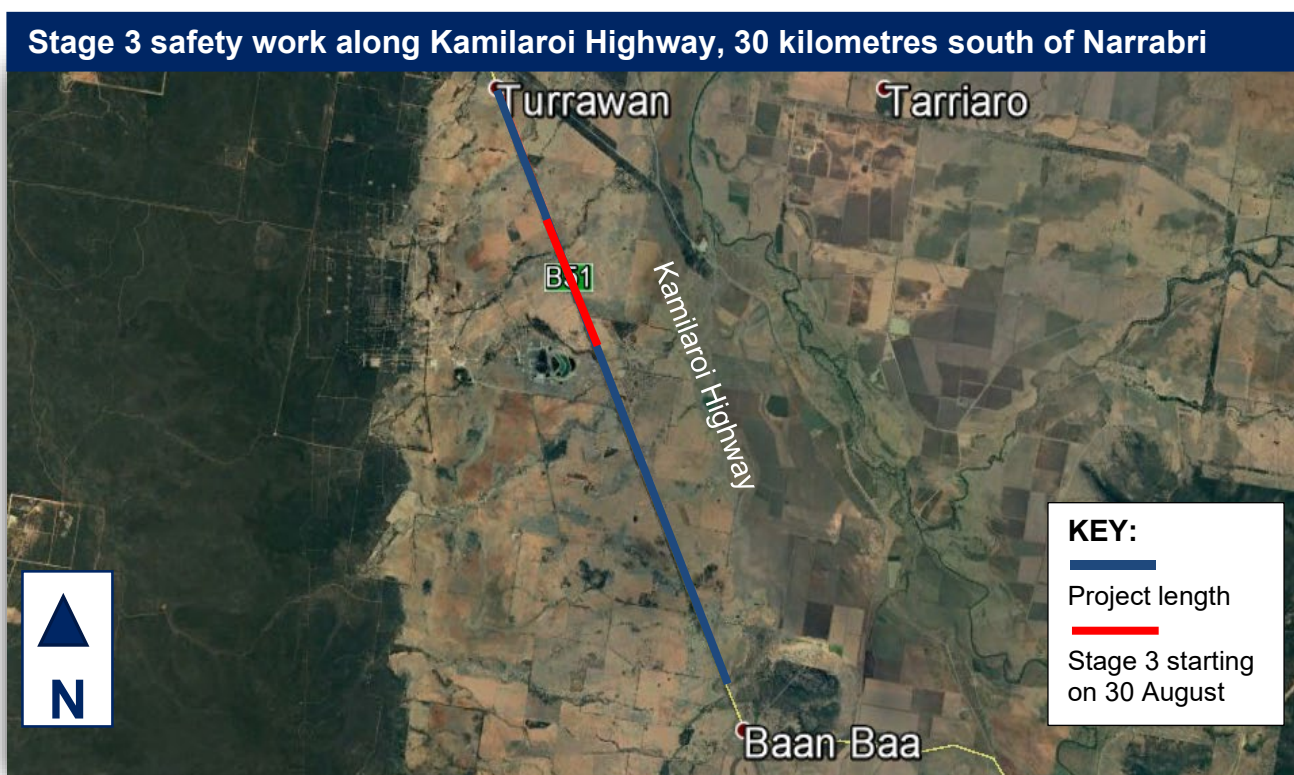 Stage 3 safety work along Kamilaroi Highway, 30 kilometres south of Narrabri
Turrawan
Tarriaro
B51
Kamilaroi Highway
Baan Baa
N
KEY:
Project length
Stage 3 starting
on 30 August